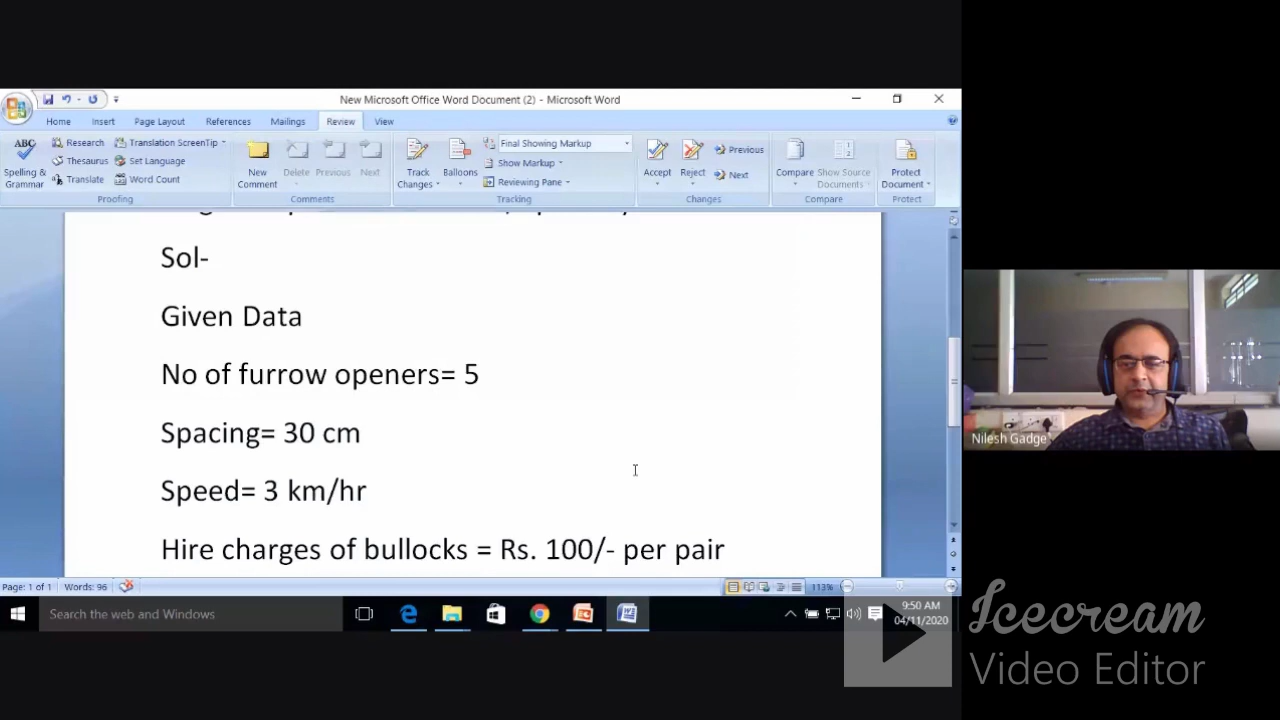 New Microsoft Office Word Document (2) - Microsoft Word
Home Insert Page Layout References Mailings Review View
ABC Spelling & Grammar
Research
Thesaurus
Translate
Translation ScreenTip
Set Language
Word Count
Proofing
New Comment
Delete
Previous
Next
Comments
Track Changes
Balloons
Final Showing Markup
Show Markup
Reviewing Pane
Tracking
Accept
Reject
Previous
Next
Changes
Compare
Show Source Documents
Compare
Protect Document
Protect
Sol-
Given Data
No of furrow openers= 5
Spacing= 30 cm
Speed= 3 km/hr
Hire charges of bullocks = Rs. 100/- per pair
Nilesh Gadge
Page: 1 of 1 Words: 96
113%
Search the web and Windows
9:50 AM
04/11/2020
Icecream
Video Editor